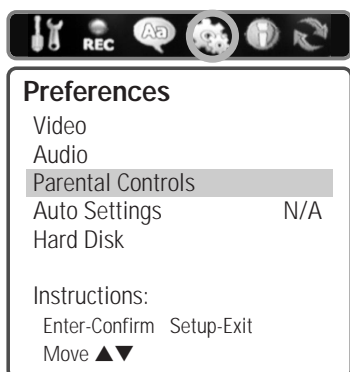 REC Aa i
Preferences
Video
Audio
Parental Controls
Auto Settings N/A
Hard Disk
Instructions:
Enter-Confirm Setup-Exit
Move ▲▼